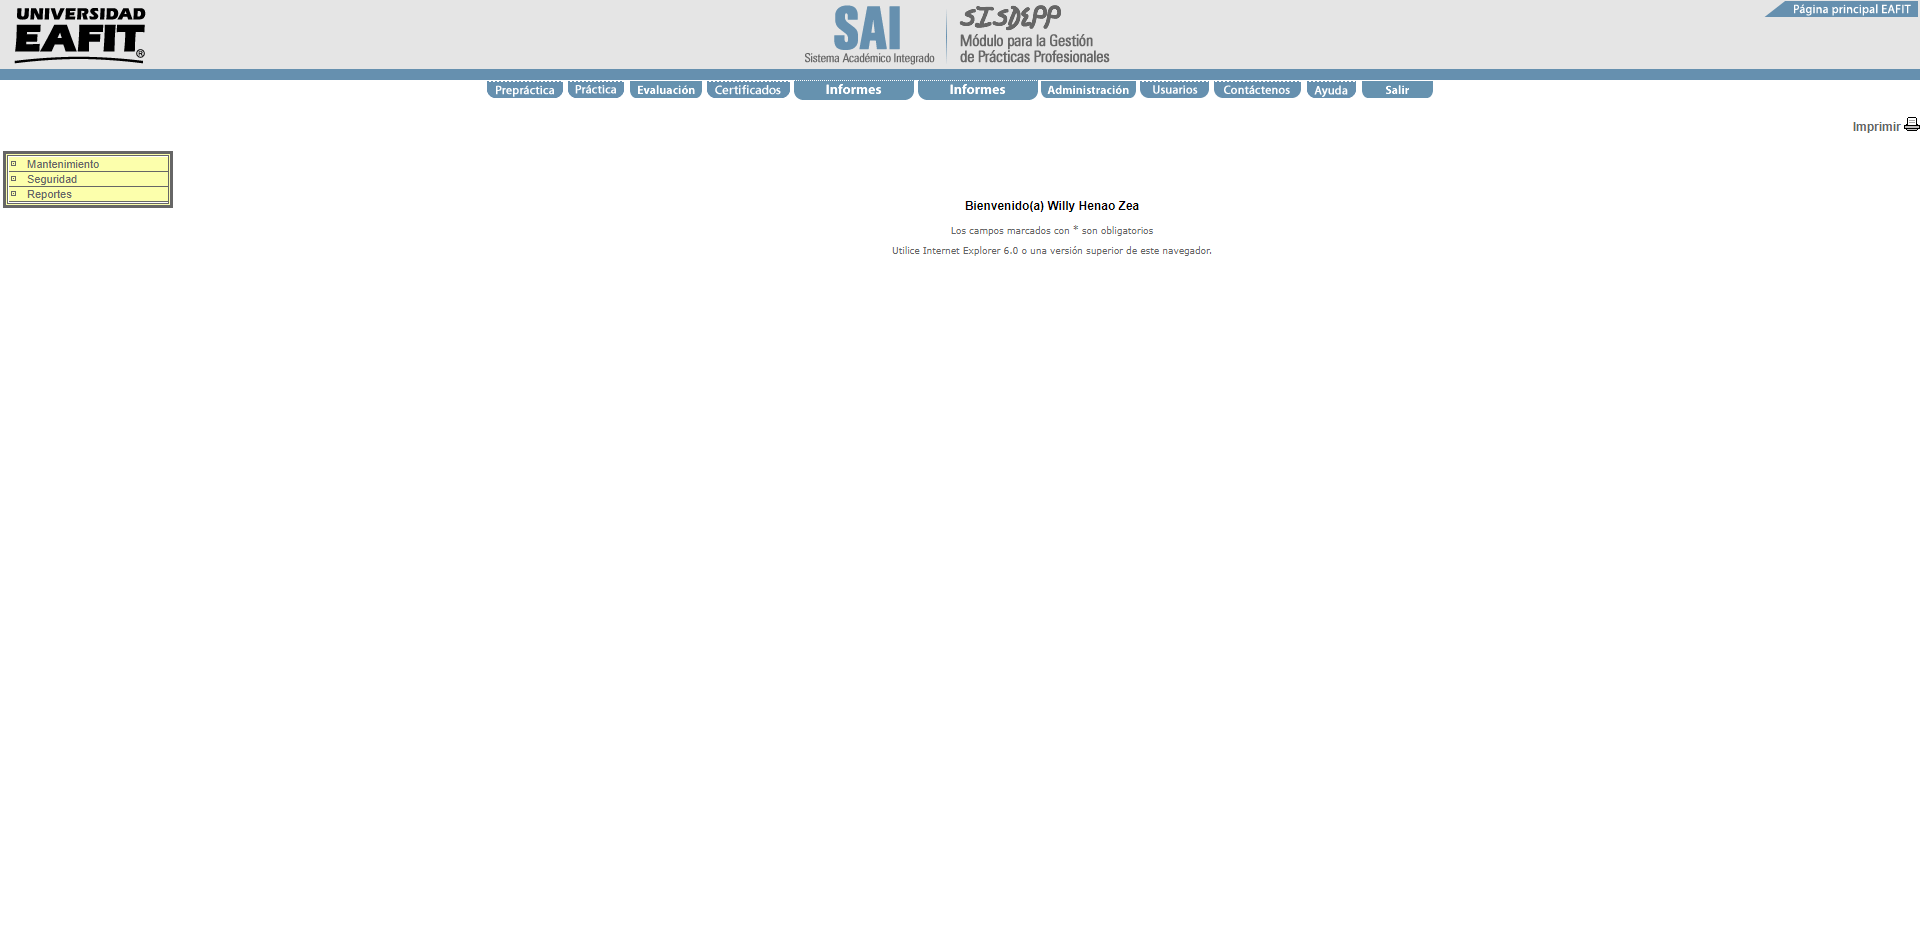 UNIVERSIDAD
EAFIT®
SAI
Sistema Académico Integrado
SISDEPP
Módulo para la Gestión
de Prácticas Profesionales
Página principal EAFIT
Prepráctica Práctica Evaluación Certificados Informes Informes Administración Usuarios Contáctenos Ayuda Salir
Imprimir
Mantenimiento
Seguridad
Reportes
Bienvenido(a) Willy Henao Zea
Los campos marcados con * son obligatorios
Utilice Internet Explorer 6.0 o una versión superior de este navegador.